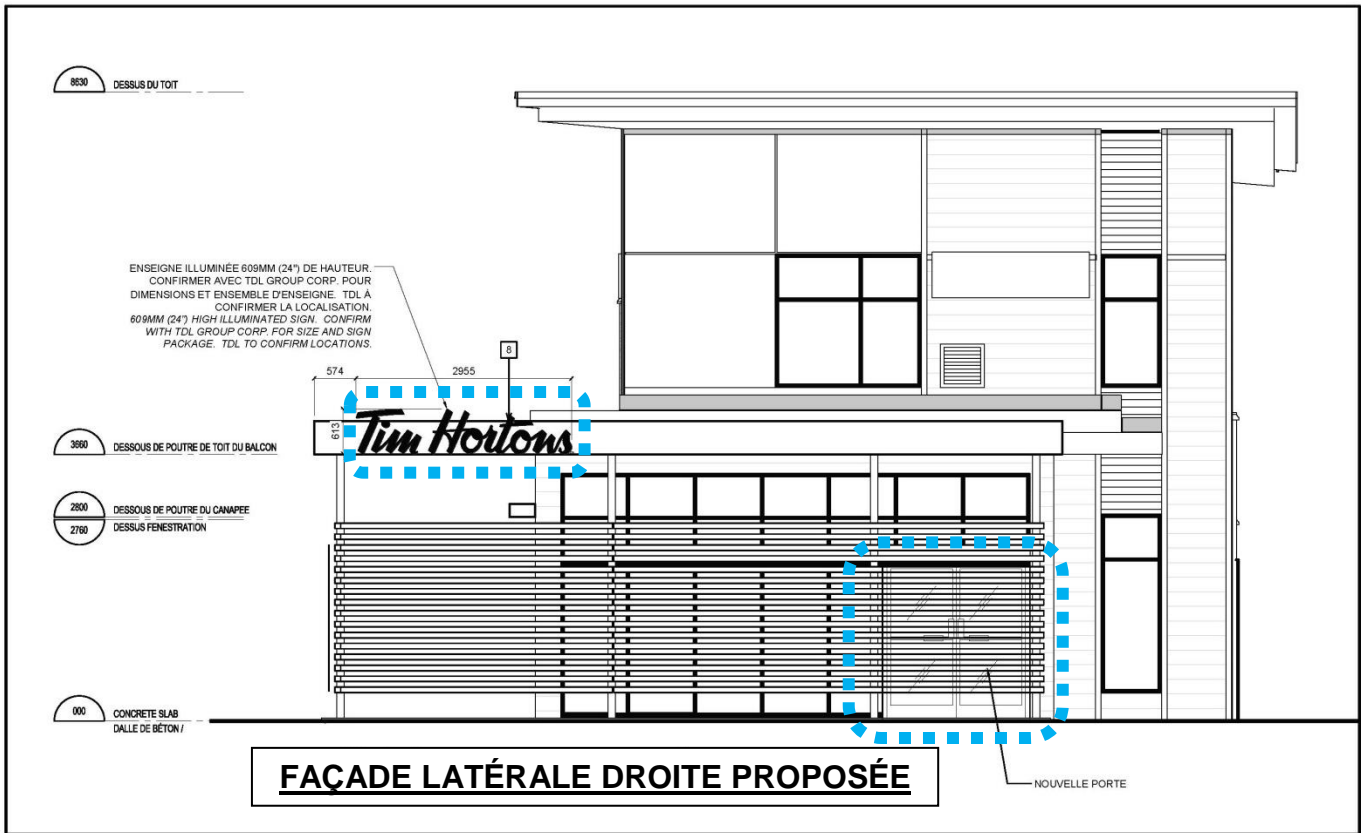 8630 DESSUS DU TOIT
ENSEIGNE ILLUMINÉE 609MM (24") DE HAUTEUR.
CONFIRMER AVEC TDL GROUP CORP. POUR
DIMENSIONS ET ENSEMBLE D'ENSEIGNE. TDL À
CONFIRMER LA LOCALISATION.
609MM (24") HIGH ILLUMINATED SIGN. CONFIRM
WITH TDL GROUP CORP. FOR SIZE AND SIGN
PACKAGE. TDL TO CONFIRM LOCATIONS.
8
574 2955
613
Tim Hortons
3660 DESSOUS DE POUTRE DE TOIT DU BALCON
2800 DESSOUS DE POUTRE DU CANAPEE
2760 DESSUS FENESTRATION
000 CONCRETE SLAB
DALLE DE BÉTON /
FAÇADE LATÉRALE DROITE PROPOSÉE
NOUVELLE PORTE